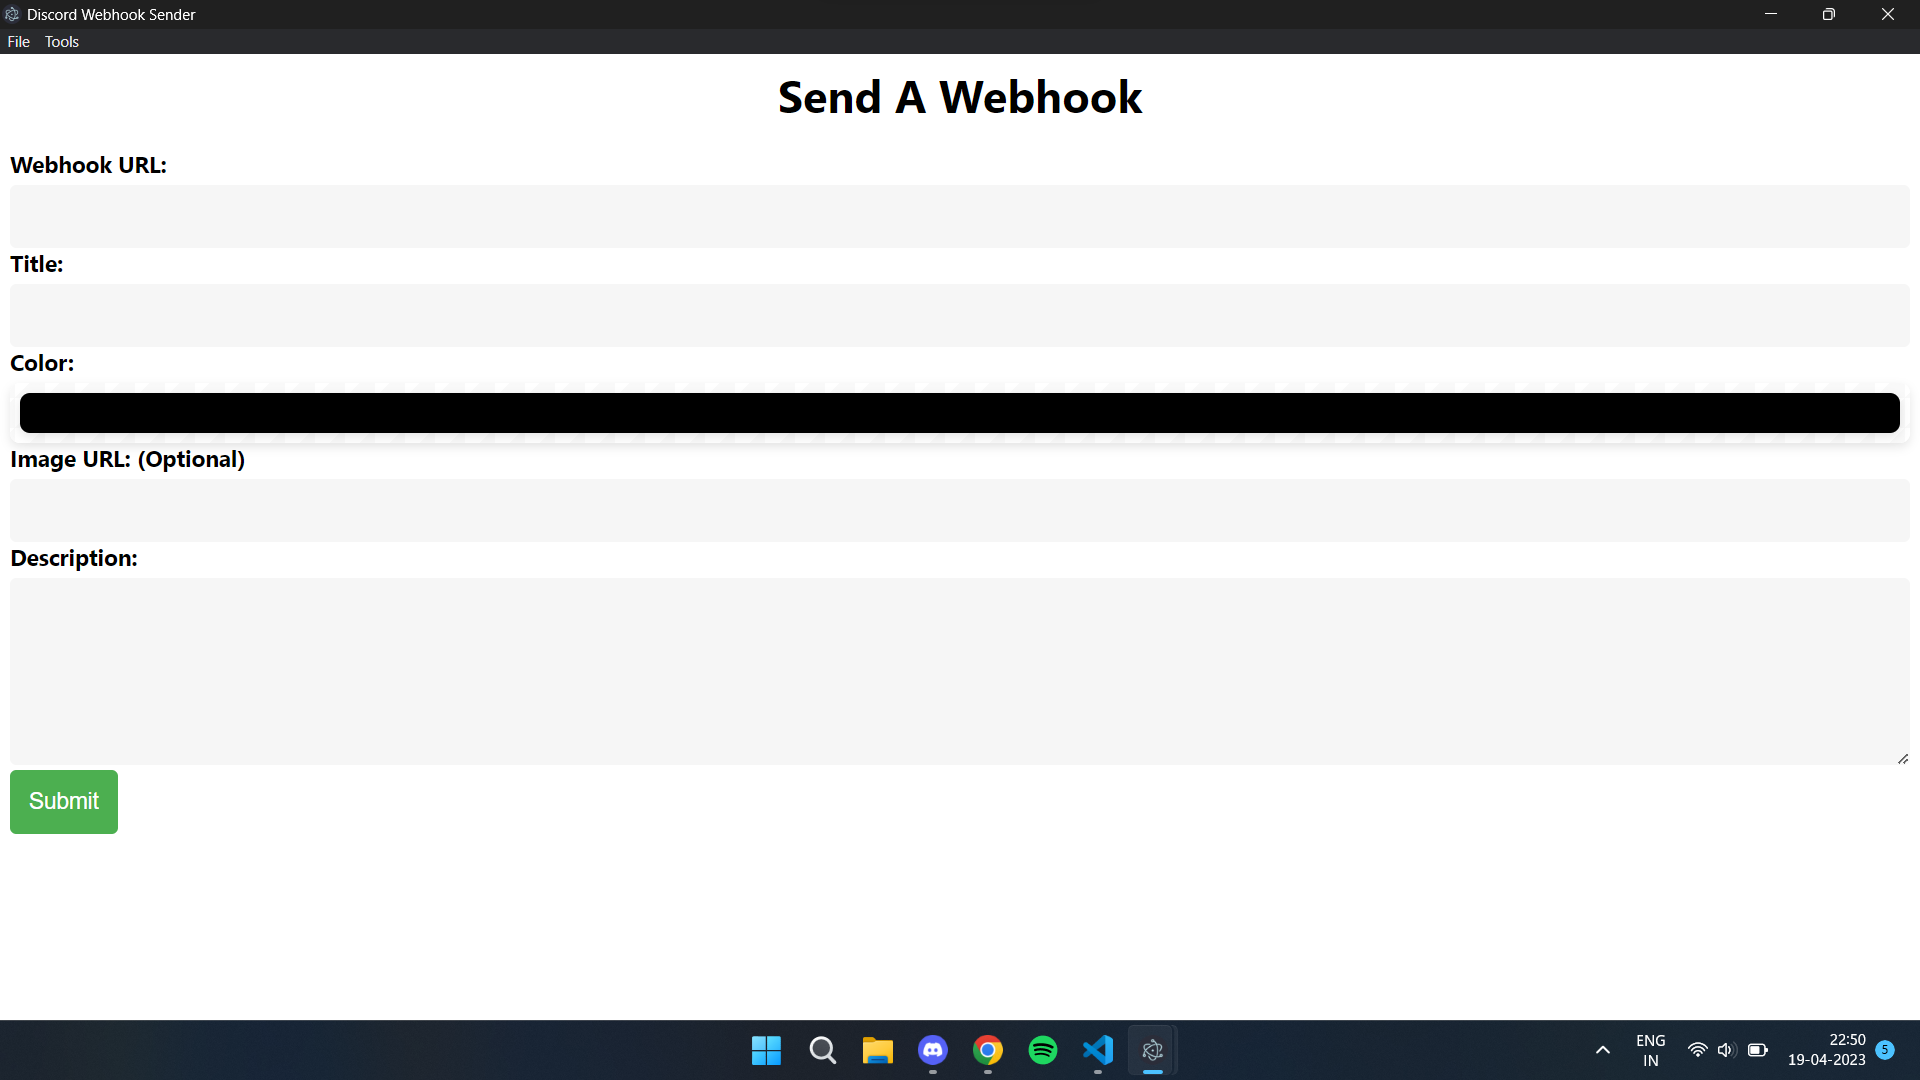 Discord Webhook Sender
File Tools
Send A Webhook
Webhook URL:
Title:
Color:
Image URL: (Optional)
Description:
Submit
ENG
IN
22:50
19-04-2023
5